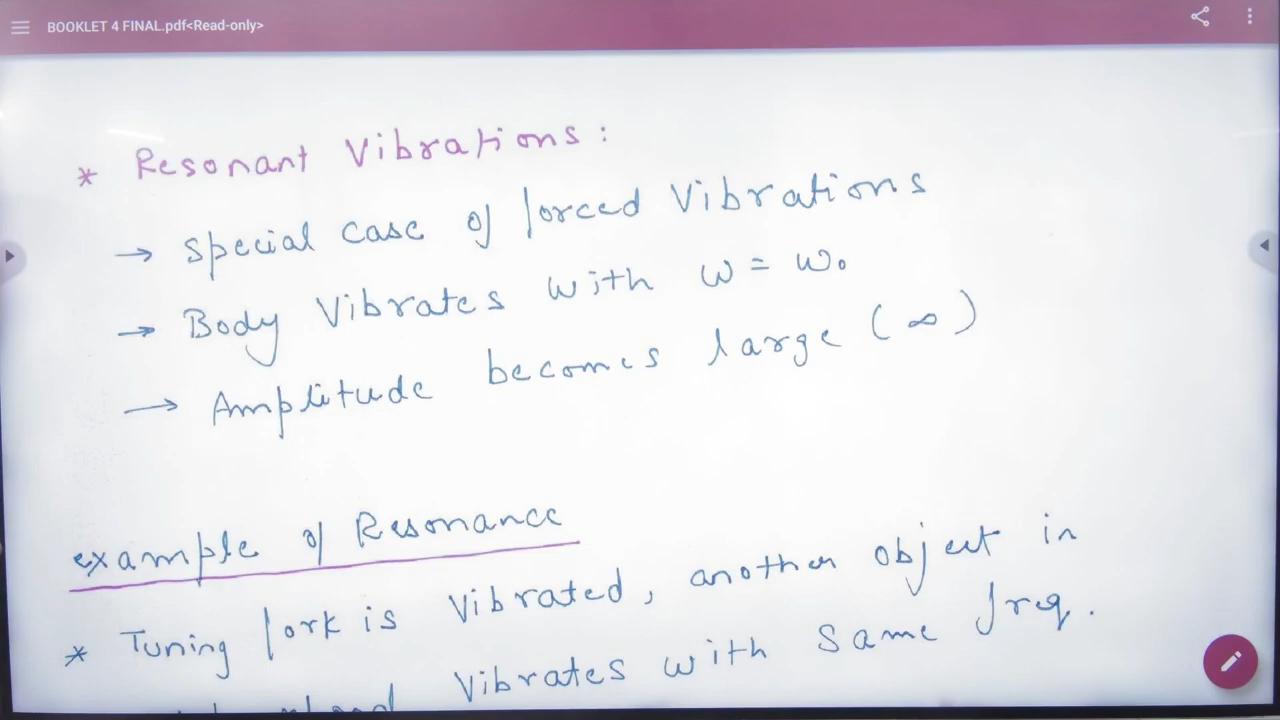 BOOKLET 4 FINAL.pdf<Read-only>
* Resonant Vibrations:
→ Special case of forced Vibrations
→ Body Vibrates with ω = ω₀
→ Amplitude becomes large (∞)
example of Resonance
* Tuning fork is Vibrated, another object in
Vibrates with Same freq.